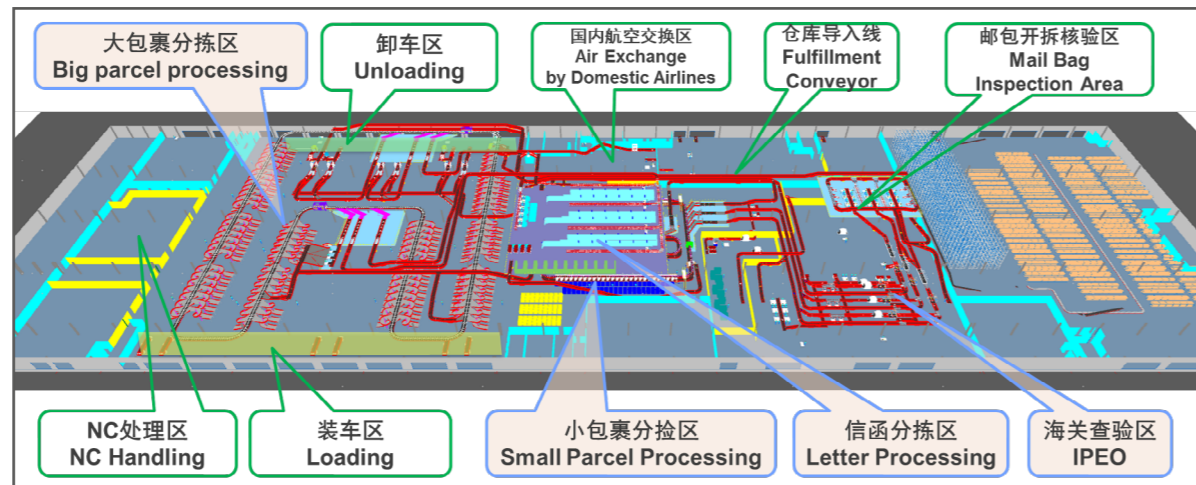 大包裹分拣区
Big parcel processing
卸车区
Unloading
国内航空交换区
Air Exchange
by Domestic Airlines
仓库导入线
Fulfillment
Conveyor
邮包开拆核验区
Mail Bag
Inspection Area
NC处理区
NC Handling
装车区
Loading
小包裹分捡区
Small Parcel Processing
信函分拣区
Letter Processing
海关查验区
IPEO